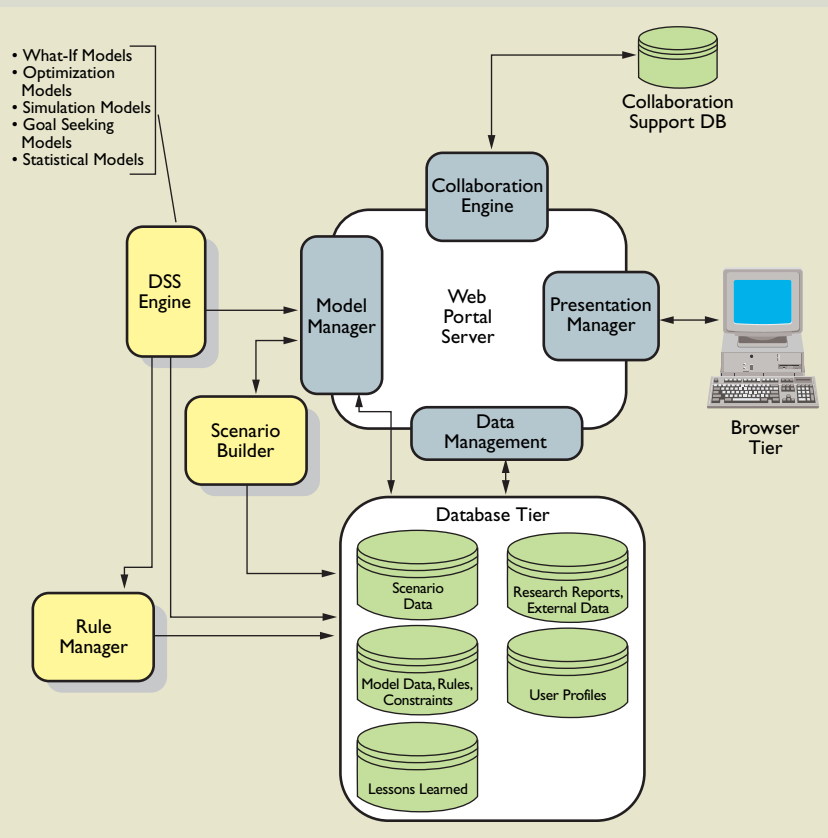 • What-If Models
• Optimization
Models
• Simulation Models
• Goal Seeking
Models
• Statistical Models
Collaboration
Support DB
Collaboration
Engine
DSS
Engine
Model
Manager
Web
Portal
Server
Presentation
Manager
Browser
Tier
Scenario
Builder
Data
Management
Rule
Manager
Database Tier
Scenario
Data
Research Reports,
External Data
Model Data, Rules,
Constraints
User Profiles
Lessons Learned